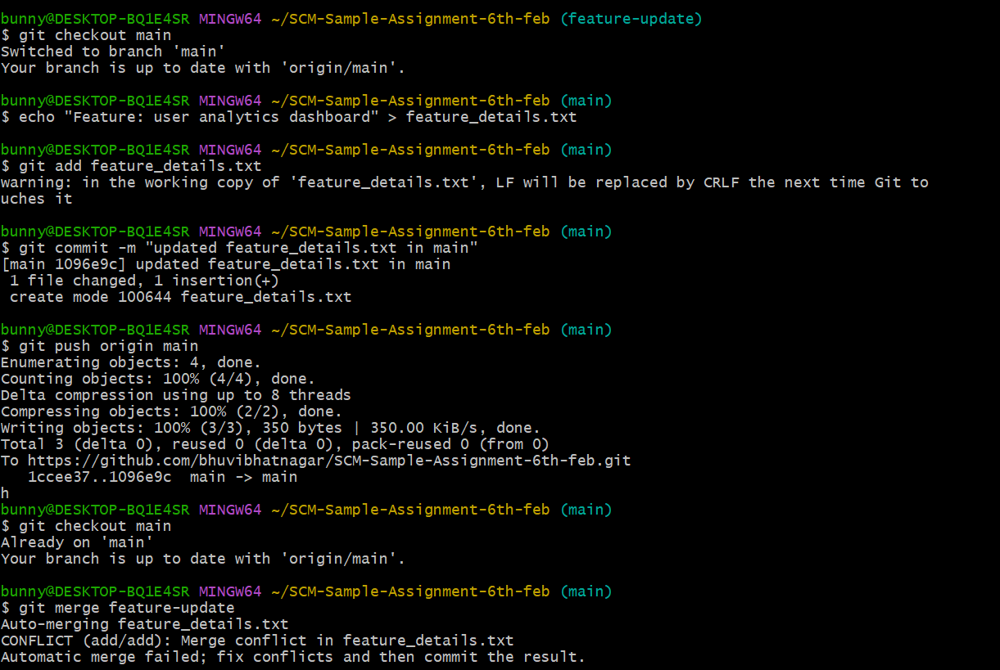 bunny@DESKTOP-BQ1E4SR MINGW64 ~/SCM-Sample-Assignment-6th-feb (feature-update)
$ git checkout main
Switched to branch 'main'
Your branch is up to date with 'origin/main'.
bunny@DESKTOP-BQ1E4SR MINGW64 ~/SCM-Sample-Assignment-6th-feb (main)
$ echo "Feature: user analytics dashboard" > feature_details.txt
bunny@DESKTOP-BQ1E4SR MINGW64 ~/SCM-Sample-Assignment-6th-feb (main)
$ git add feature_details.txt
warning: in the working copy of 'feature_details.txt', LF will be replaced by CRLF the next time Git to
uches it
bunny@DESKTOP-BQ1E4SR MINGW64 ~/SCM-Sample-Assignment-6th-feb (main)
$ git commit -m "updated feature_details.txt in main"
[main 1096e9c] updated feature_details.txt in main
 1 file changed, 1 insertion(+)
 create mode 100644 feature_details.txt
bunny@DESKTOP-BQ1E4SR MINGW64 ~/SCM-Sample-Assignment-6th-feb (main)
$ git push origin main
Enumerating objects: 4, done.
Counting objects: 100% (4/4), done.
Delta compression using up to 8 threads
Compressing objects: 100% (2/2), done.
Writing objects: 100% (3/3), 350 bytes | 350.00 KiB/s, done.
Total 3 (delta 0), reused 0 (delta 0), pack-reused 0 (from 0)
To https://github.com/bhuvibhatnagar/SCM-Sample-Assignment-6th-feb.git
   1ccee37..1096e9c  main -> main
h
bunny@DESKTOP-BQ1E4SR MINGW64 ~/SCM-Sample-Assignment-6th-feb (main)
$ git checkout main
Already on 'main'
Your branch is up to date with 'origin/main'.
bunny@DESKTOP-BQ1E4SR MINGW64 ~/SCM-Sample-Assignment-6th-feb (main)
$ git merge feature-update
Auto-merging feature_details.txt
CONFLICT (add/add): Merge conflict in feature_details.txt
Automatic merge failed; fix conflicts and then commit the result.